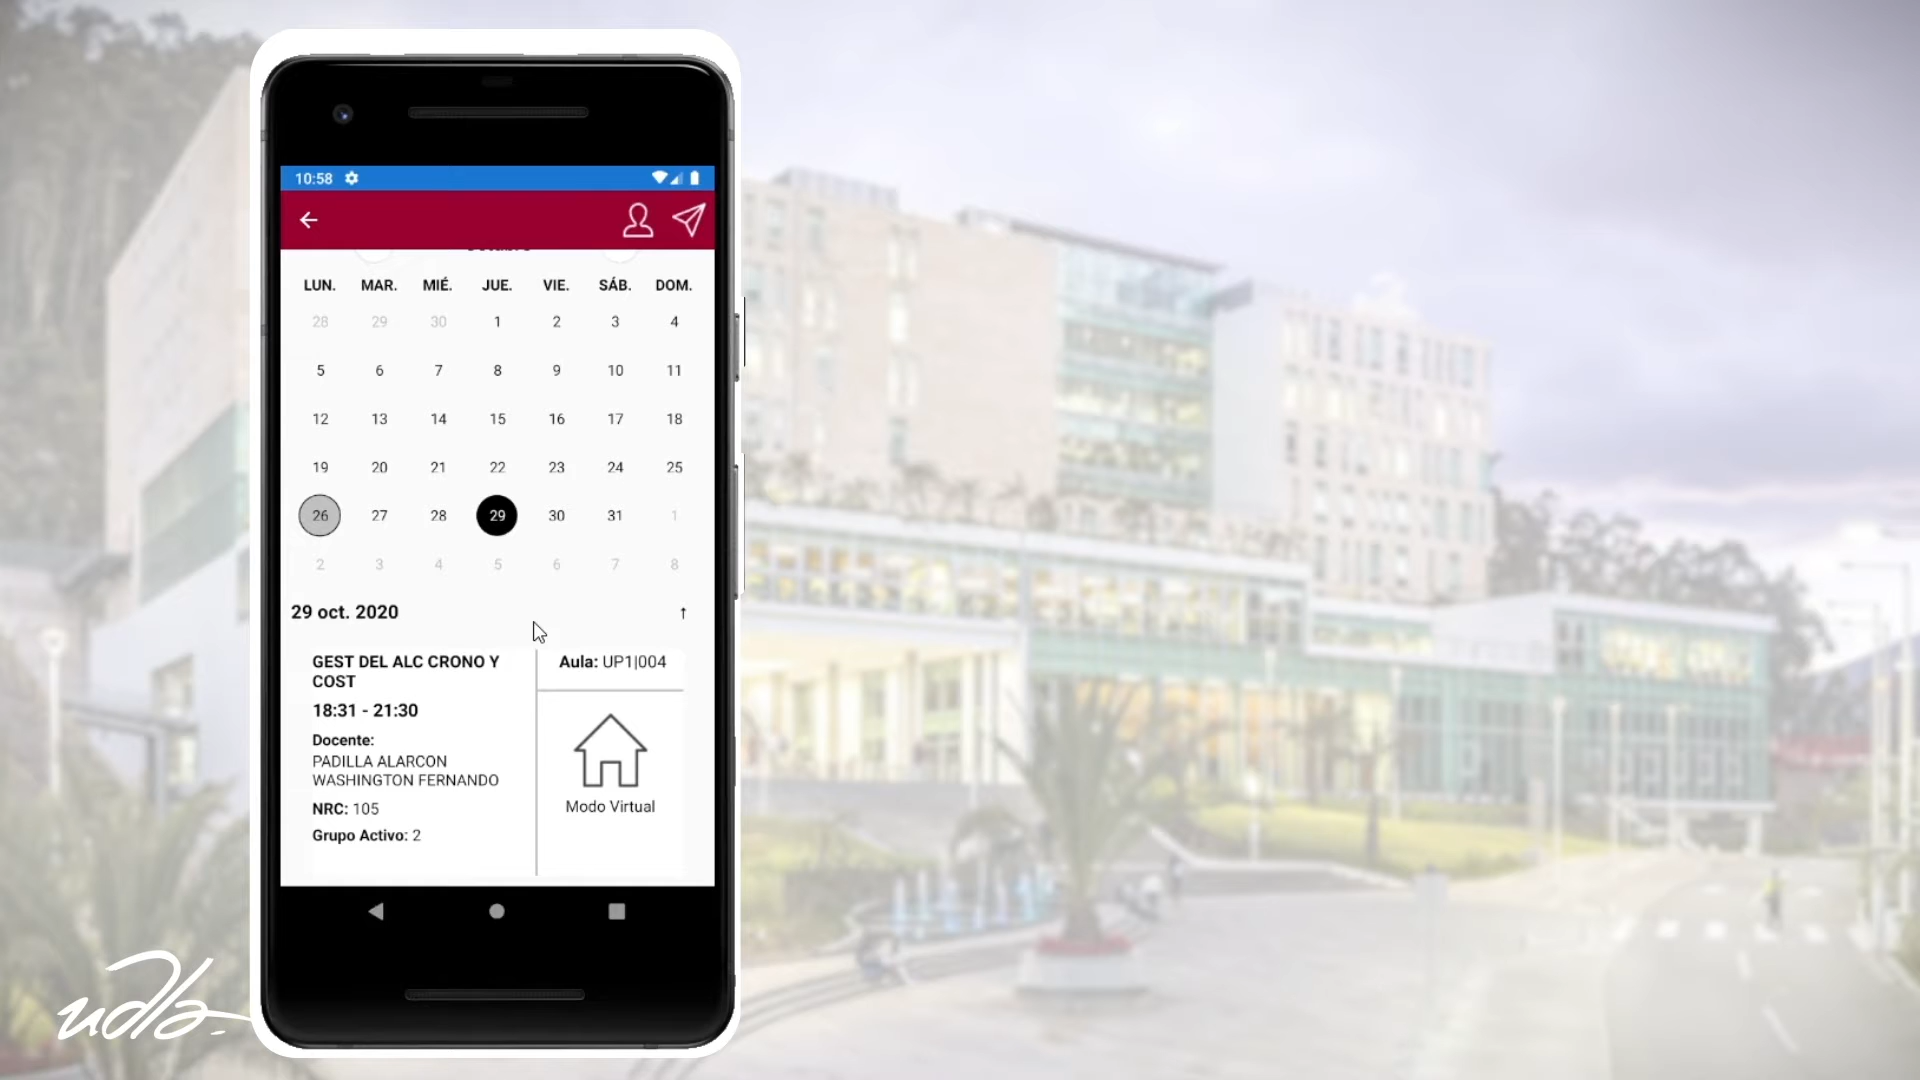 10:58
LUN. MAR. MIÉ. JUE. VIE. SÁB. DOM.
28 29 30 1 2 3 4
5 6 7 8 9 10 11
12 13 14 15 16 17 18
19 20 21 22 23 24 25
26 27 28 29 30 31 1
2 3 4 5 6 7 8
29 oct. 2020 ↑
GEST DEL ALC CRONO Y
COST
18:31 - 21:30
Docente:
PADILLA ALARCON
WASHINGTON FERNANDO
NRC: 105
Grupo Activo: 2
Aula: UP1|004
Modo Virtual
udla-